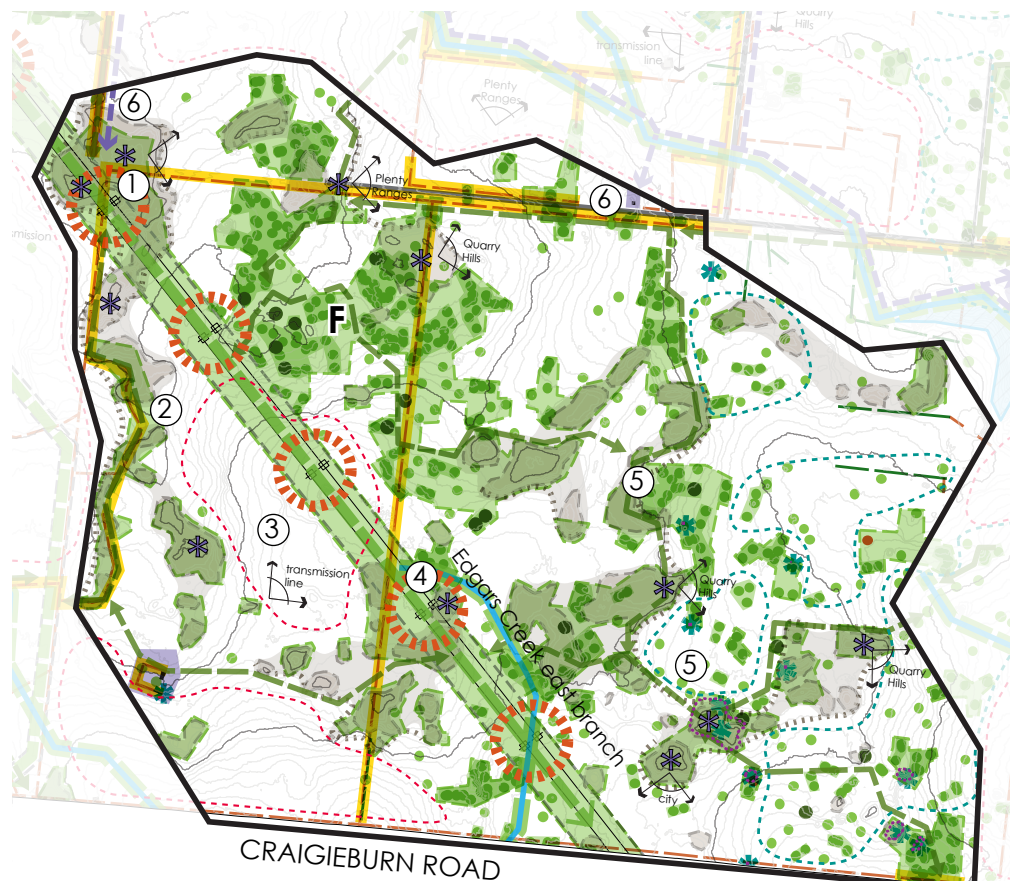 Quarry
Hills
transmission
line
Plenty
Ranges
6
1
Plenty
Ranges
6
Quarry
Hills
F
2
5
3
transmission
line
4
Quarry
Hills
Edgars Creek east branch
5
Quarry
Hills
city
CRAIGIEBURN ROAD